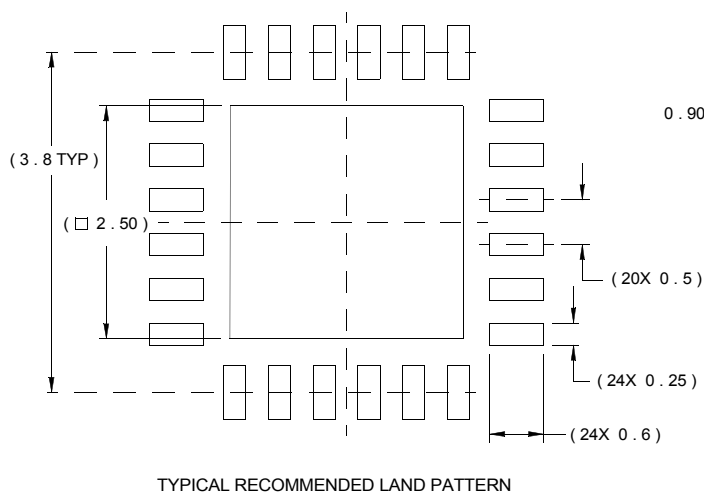 0 . 90
( 3 . 8 TYP )
( □ 2 . 50 )
( 20X 0 . 5 )
( 24X 0 . 25 )
( 24X 0 . 6 )
TYPICAL RECOMMENDED LAND PATTERN